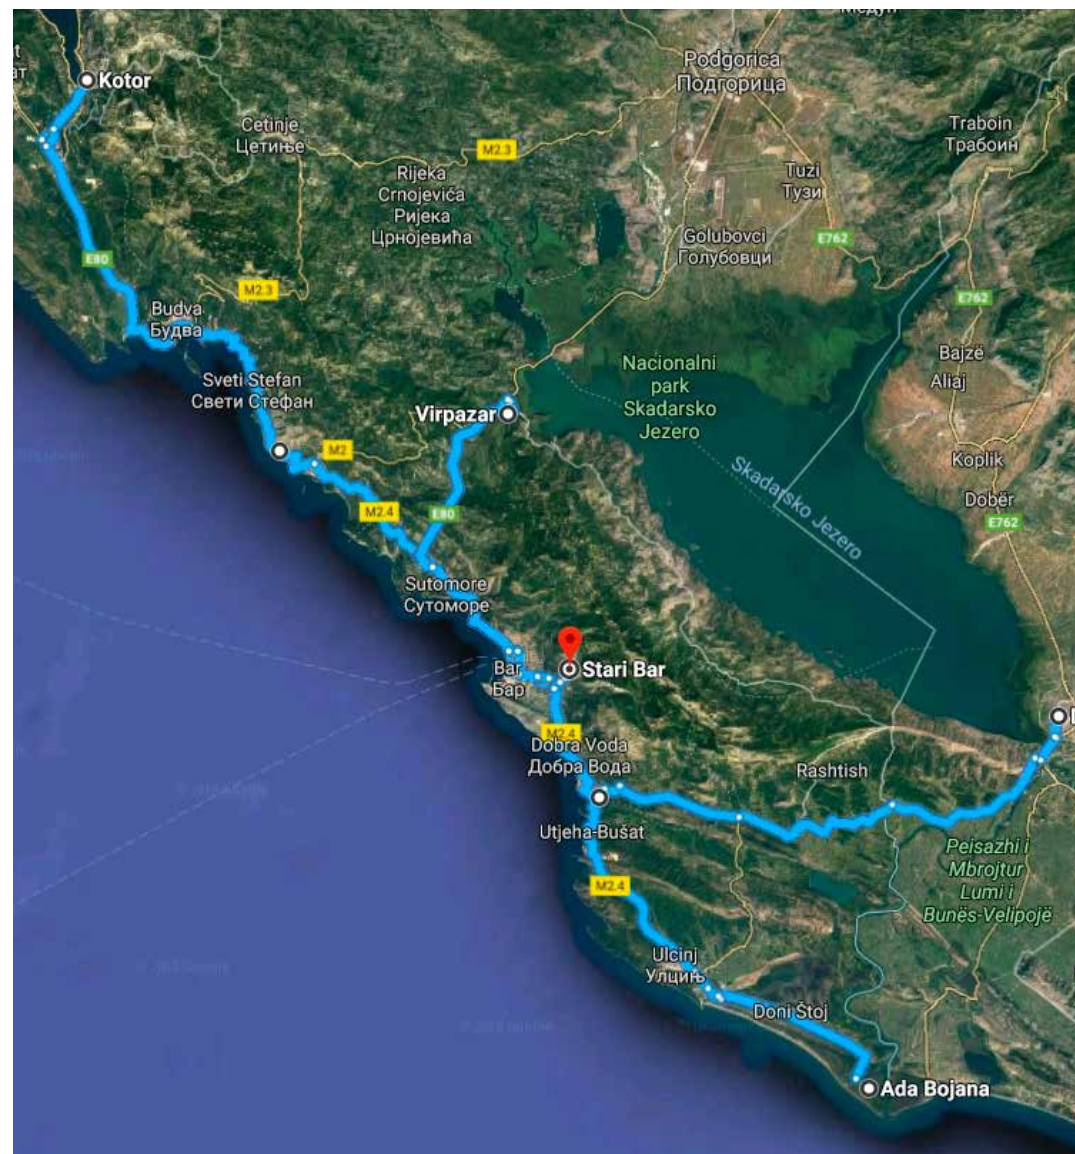 Медун
Kotor
Podgorica
Подгорица
Cetinje
Цетиње
M2.3
Traboin
Трабоин
Rijeka
Crnojevića
Ријека
Црнојевића
Tuzi
Тузи
Golubovci
Голубовци
E762
E80
M2.3
E762
Budva
Будва
Bajzë
Aliaj
Nacionalni
park
Skadarsko
Jezero
Sveti Stefan
Свети Стефан
Virpazar
M2
Koplik
Skadarsko Jezero
Dobër
M2.4
E80
E762
Sutomore
Сутоморе
Bar
Бар
Stari Bar
M2.4
Dobra Voda
Добра Вода
Rashtish
Utjeha-Bušat
Peisazhi i
Mbrojtur
Lumi i
Bunës-Velipojë
M2.4
Ulcinj
Улцињ
Doni Štoj
Ada Bojana